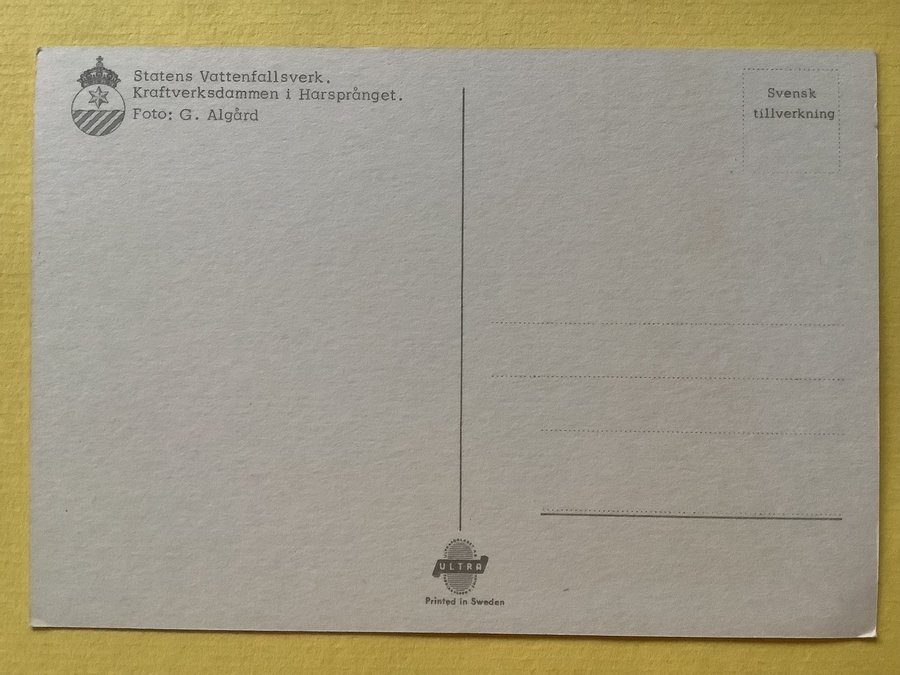 Statens Vattenfallsverk.
Kraftverksdammen i Harsprånget.
Foto: G. Algård
Svensk
tillverkning
ULTRA
Printed in Sweden